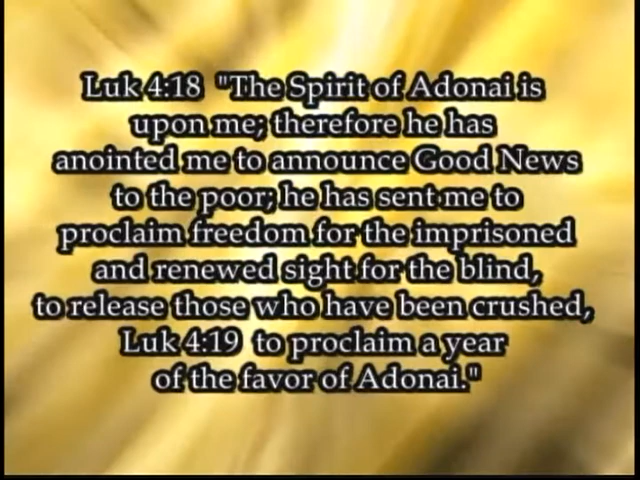 Luk 4:18  "The Spirit of Adonai is
upon me; therefore he has
anointed me to announce Good News
to the poor; he has sent me to
proclaim freedom for the imprisoned
and renewed sight for the blind,
to release those who have been crushed,
Luk 4:19  to proclaim a year
of the favor of Adonai."